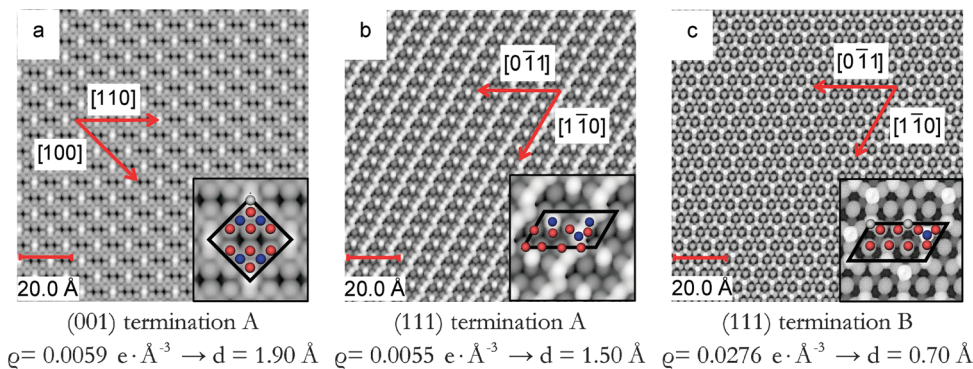 a
[110]
[100]
20.0 Å
(001) termination A
ϱ= 0.0059 e·Å⁻³ → d = 1.90 Å
b
[0 1̅1]
[1 1̅0]
20.0 Å
(111) termination A
ϱ= 0.0055 e·Å⁻³ → d = 1.50 Å
c
[0 1̅1]
[1 1̅0]
20.0 Å
(111) termination B
ϱ= 0.0276 e·Å⁻³ → d = 0.70 Å